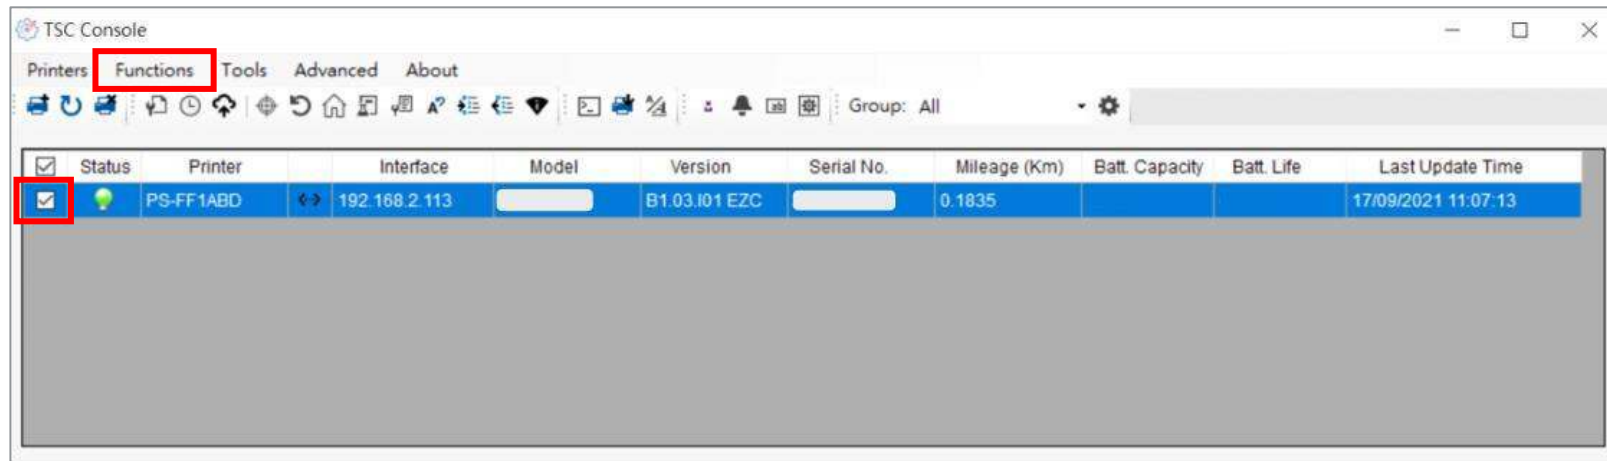 TSC Console
Printers Functions Tools Advanced About
Group: All
Status Printer Interface Model Version Serial No. Mileage (Km) Batt. Capacity Batt. Life Last Update Time
PS-FF1ABD 192.168.2.113 B1.03.I01 EZC 0.1835 17/09/2021 11:07:13